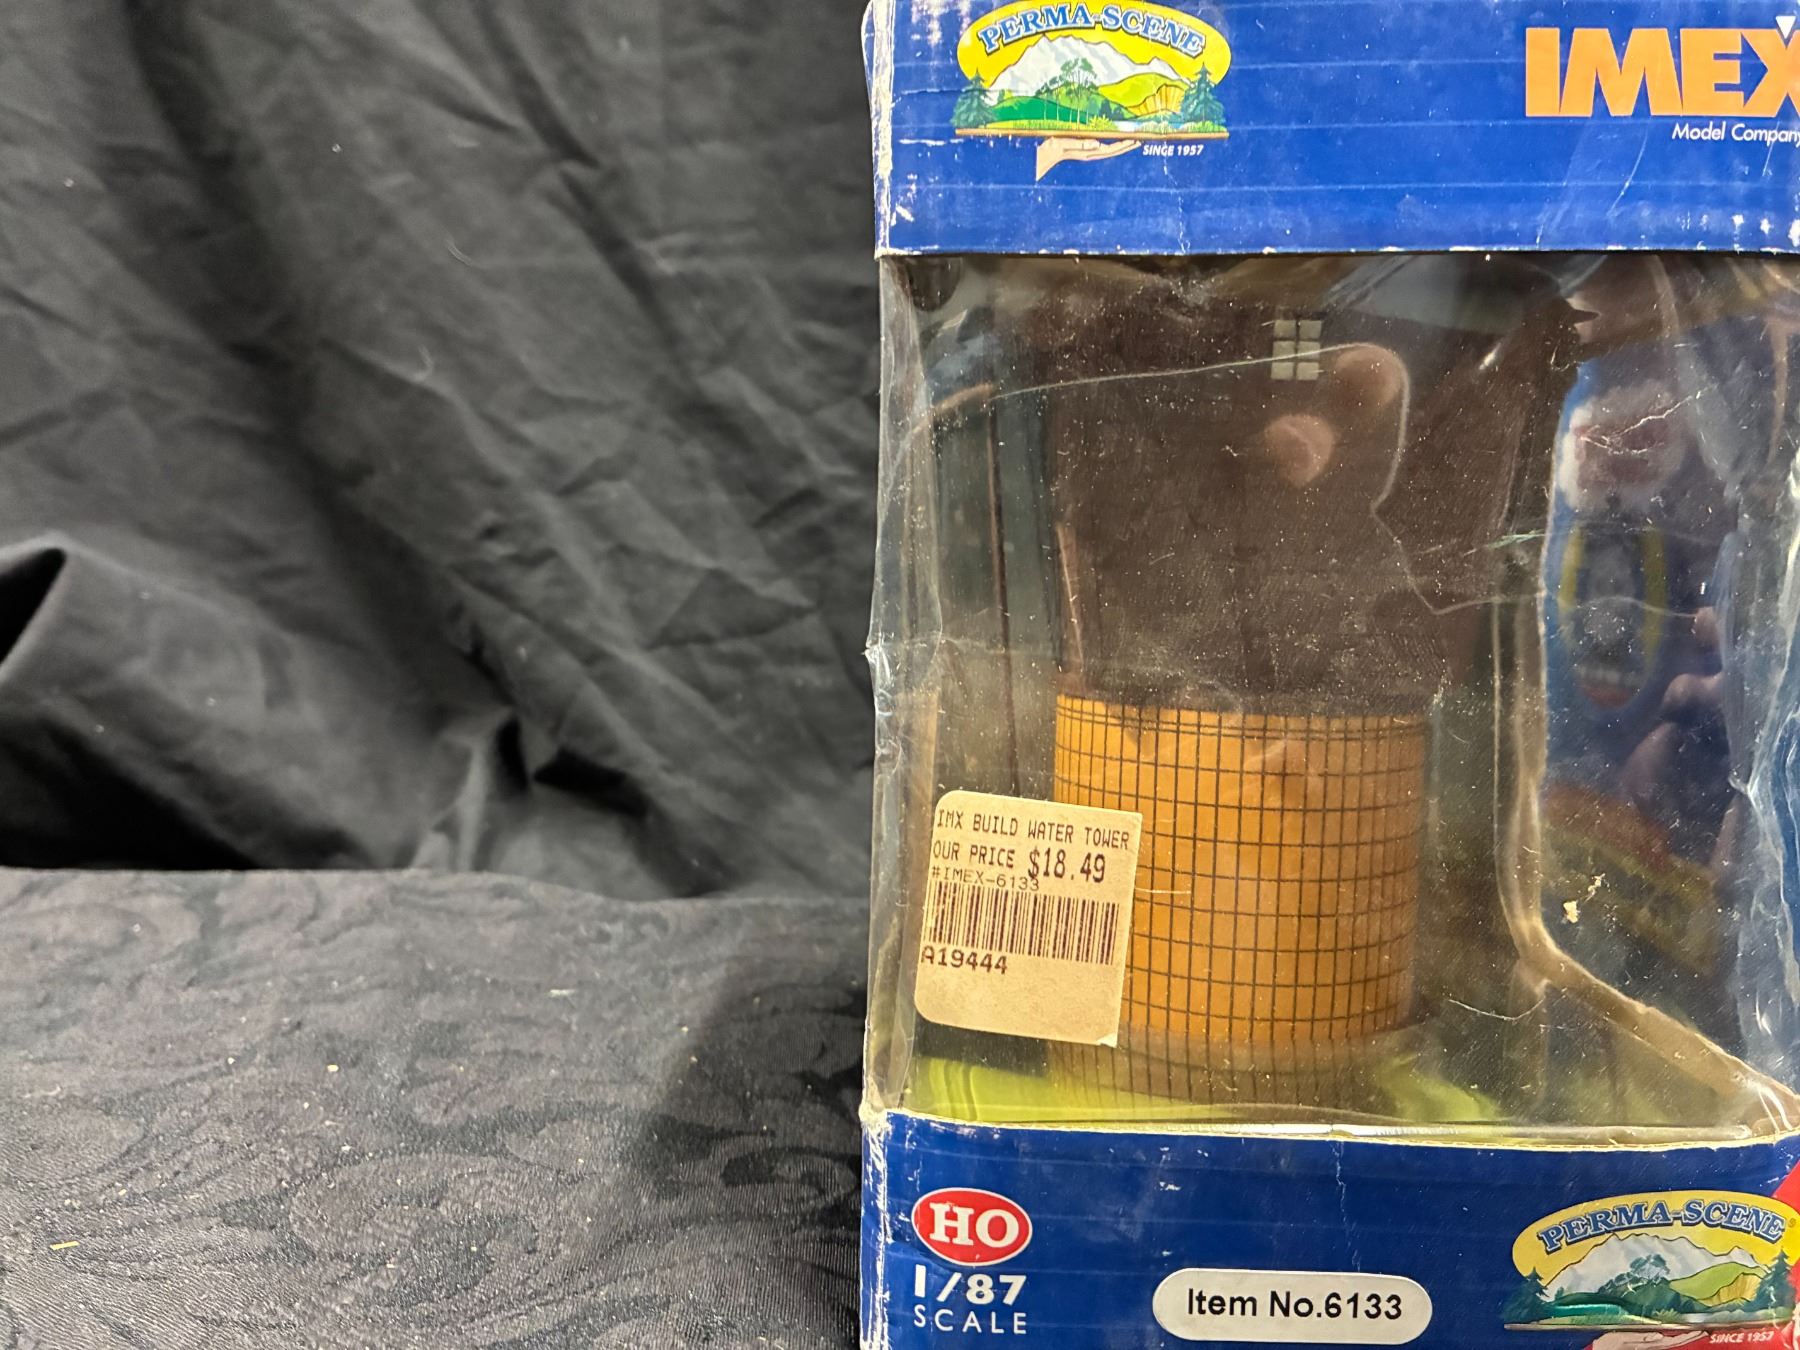 PERMA-SCENE
SINCE 1957
IMEX
Model Company
IMX BUILD WATER TOWER
OUR PRICE $18.49
#IMEX-6133
A19444
HO
1/87
SCALE
Item No.6133
PERMA-SCENE
SINCE 1957